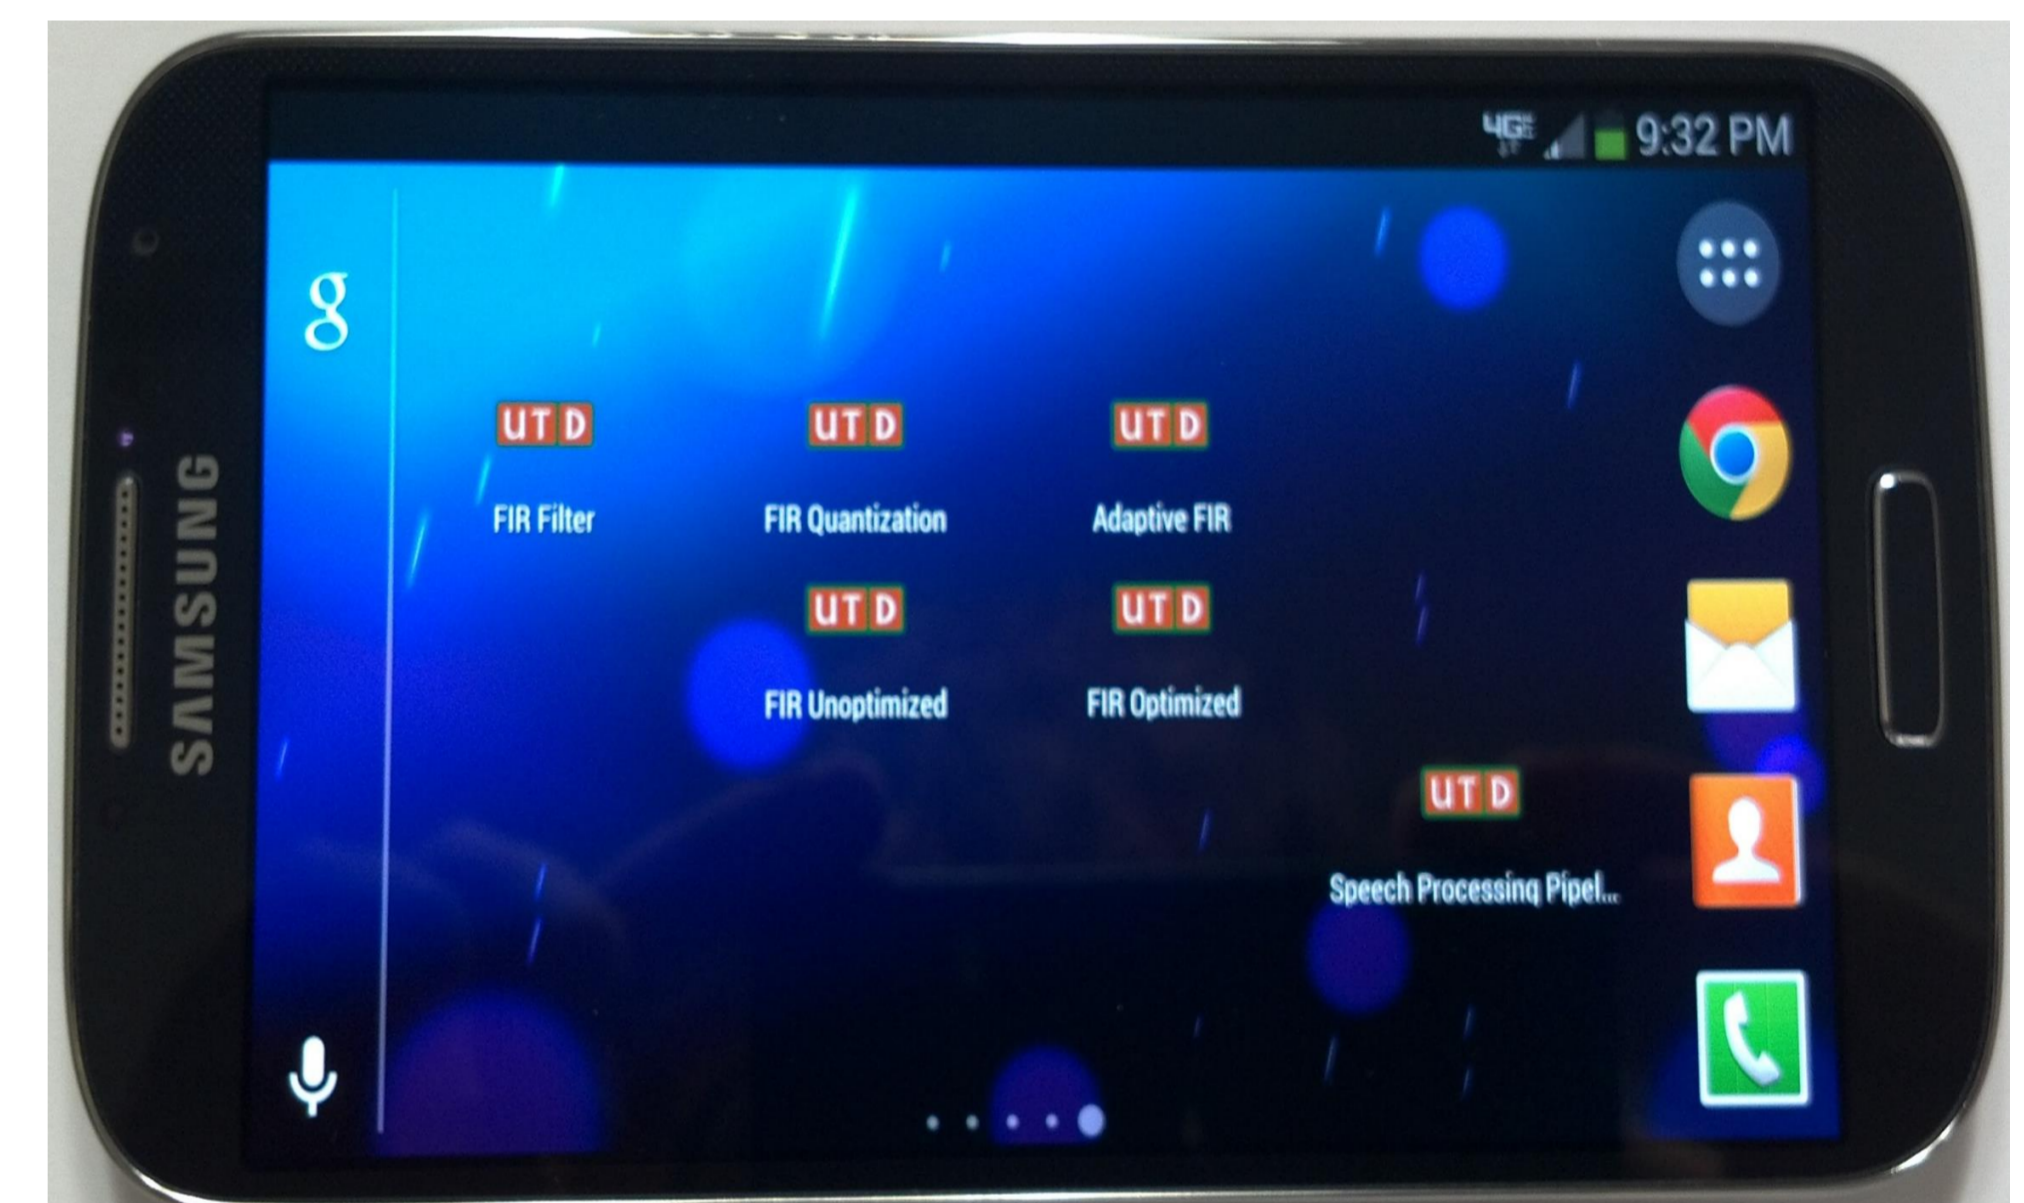 4G LTE 9:32 PM
g
SAMSUNG
UTD UTD UTD
FIR Filter FIR Quantization Adaptive FIR
UTD UTD
FIR Unoptimized FIR Optimized
UTD
Speech Processing Pipel...